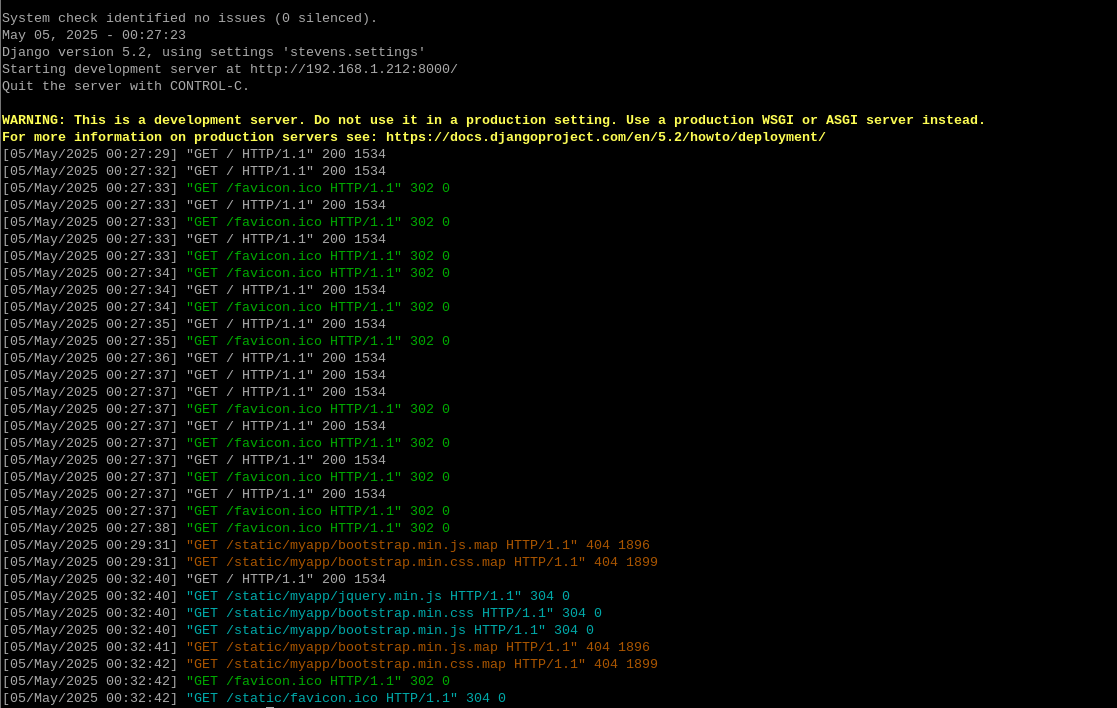 System check identified no issues (0 silenced).
May 05, 2025 - 00:27:23
Django version 5.2, using settings 'stevens.settings'
Starting development server at http://192.168.1.212:8000/
Quit the server with CONTROL-C.
WARNING: This is a development server. Do not use it in a production setting. Use a production WSGI or ASGI server instead.
For more information on production servers see: https://docs.djangoproject.com/en/5.2/howto/deployment/
[05/May/2025 00:27:29] "GET / HTTP/1.1" 200 1534
[05/May/2025 00:27:32] "GET / HTTP/1.1" 200 1534
[05/May/2025 00:27:33] "GET /favicon.ico HTTP/1.1" 302 0
[05/May/2025 00:27:33] "GET / HTTP/1.1" 200 1534
[05/May/2025 00:27:33] "GET /favicon.ico HTTP/1.1" 302 0
[05/May/2025 00:27:33] "GET / HTTP/1.1" 200 1534
[05/May/2025 00:27:33] "GET /favicon.ico HTTP/1.1" 302 0
[05/May/2025 00:27:34] "GET /favicon.ico HTTP/1.1" 302 0
[05/May/2025 00:27:34] "GET / HTTP/1.1" 200 1534
[05/May/2025 00:27:34] "GET /favicon.ico HTTP/1.1" 302 0
[05/May/2025 00:27:35] "GET / HTTP/1.1" 200 1534
[05/May/2025 00:27:35] "GET /favicon.ico HTTP/1.1" 302 0
[05/May/2025 00:27:36] "GET / HTTP/1.1" 200 1534
[05/May/2025 00:27:37] "GET / HTTP/1.1" 200 1534
[05/May/2025 00:27:37] "GET / HTTP/1.1" 200 1534
[05/May/2025 00:27:37] "GET /favicon.ico HTTP/1.1" 302 0
[05/May/2025 00:27:37] "GET / HTTP/1.1" 200 1534
[05/May/2025 00:27:37] "GET /favicon.ico HTTP/1.1" 302 0
[05/May/2025 00:27:37] "GET / HTTP/1.1" 200 1534
[05/May/2025 00:27:37] "GET /favicon.ico HTTP/1.1" 302 0
[05/May/2025 00:27:37] "GET / HTTP/1.1" 200 1534
[05/May/2025 00:27:37] "GET /favicon.ico HTTP/1.1" 302 0
[05/May/2025 00:27:38] "GET /favicon.ico HTTP/1.1" 302 0
[05/May/2025 00:29:31] "GET /static/myapp/bootstrap.min.js.map HTTP/1.1" 404 1896
[05/May/2025 00:29:31] "GET /static/myapp/bootstrap.min.css.map HTTP/1.1" 404 1899
[05/May/2025 00:32:40] "GET / HTTP/1.1" 200 1534
[05/May/2025 00:32:40] "GET /static/myapp/jquery.min.js HTTP/1.1" 304 0
[05/May/2025 00:32:40] "GET /static/myapp/bootstrap.min.css HTTP/1.1" 304 0
[05/May/2025 00:32:40] "GET /static/myapp/bootstrap.min.js HTTP/1.1" 304 0
[05/May/2025 00:32:41] "GET /static/myapp/bootstrap.min.js.map HTTP/1.1" 404 1896
[05/May/2025 00:32:42] "GET /static/myapp/bootstrap.min.css.map HTTP/1.1" 404 1899
[05/May/2025 00:32:42] "GET /favicon.ico HTTP/1.1" 302 0
[05/May/2025 00:32:42] "GET /static/favicon.ico HTTP/1.1" 304 0